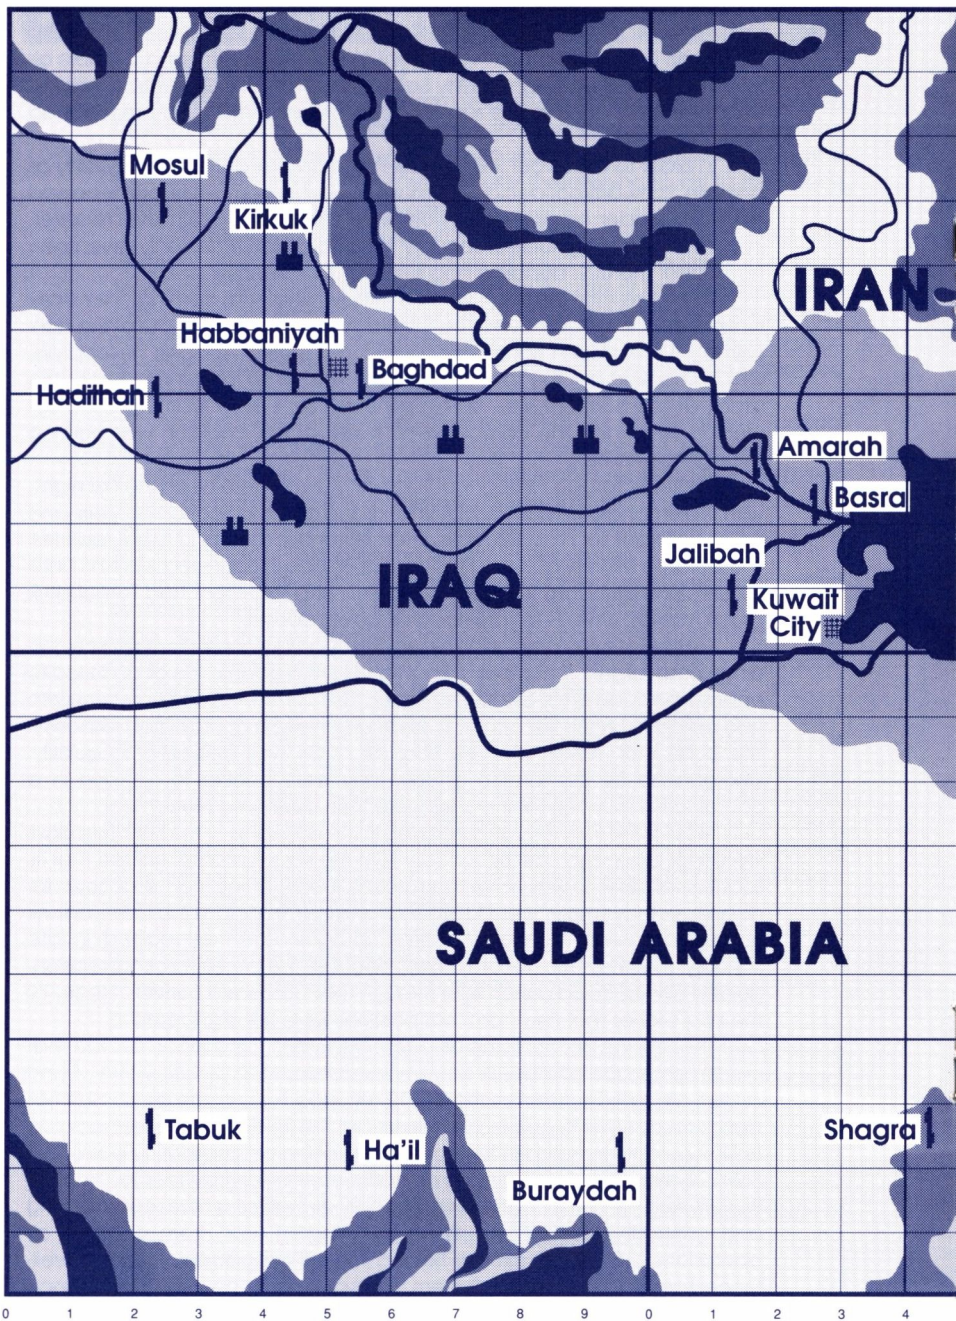 Mosul
Kirkuk
IRAN
Habbaniyah
Baghdad
Hadithah
Amarah
Basra
Jalibah
IRAQ
Kuwait
City
SAUDI ARABIA
Tabuk
Ha'il
Shagra
Buraydah
0 1 2 3 4 5 6 7 8 9 0 1 2 3 4